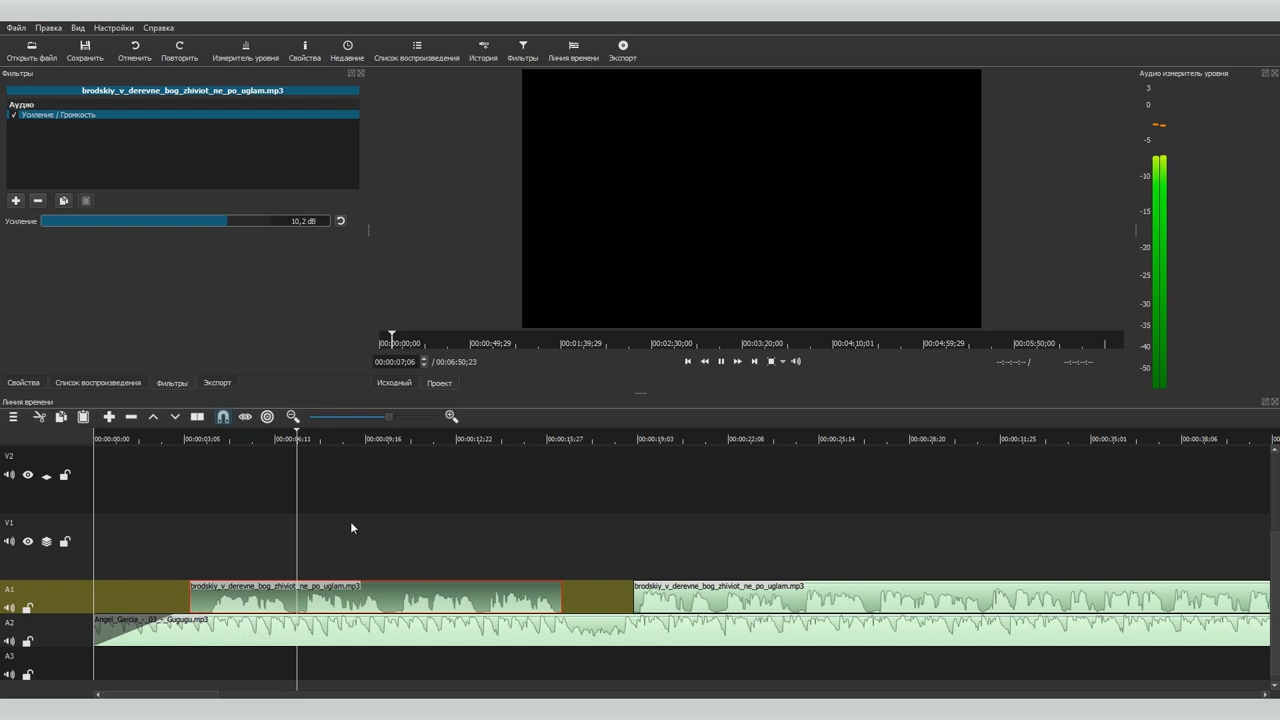 Файл Правка Вид Настройки Справка
Открыть файл Сохранить Отменить Повторить Измеритель уровня Свойства Недавние Список воспроизведения История Фильтры Линия времени Экспорт
Фильтры
brodskiy_v_derevne_bog_zhiviot_ne_po_uglam.mp3
Аудио
Усиление / Громкость
Усиление 10,2 dB
Аудио измеритель уровня
3
0
-5
-10
-15
-20
-25
-30
-35
-40
-50
00:00:00;00 |00:00:49;29 |00:01:39;29 |00:02:30;00 |00:03:20;00 |00:04:10;01 |00:04:59;29 |00:05:50;00
00:00:07;06 / 00:06:50;23 --:--:--:-- / --:--:--:--
Свойства Список воспроизведения Фильтры Экспорт Исходный Проект
Линия времени
00:00:00;00 |00:00:03;05 |00:00:06;11 |00:00:09;16 |00:00:12;22 |00:00:15;27 |00:00:19;03 |00:00:22;08 |00:00:25;14 |00:00:28;20 |00:00:31;25 |00:00:35;01 |00:00:38;06
V2
V1
A1 brodskiy_v_derevne_bog_zhiviot_ne_po_uglam.mp3 brodskiy_v_derevne_bog_zhiviot_ne_po_uglam.mp3
A2 Angel_Garcia_-_03_-_Gugugu.mp3
A3